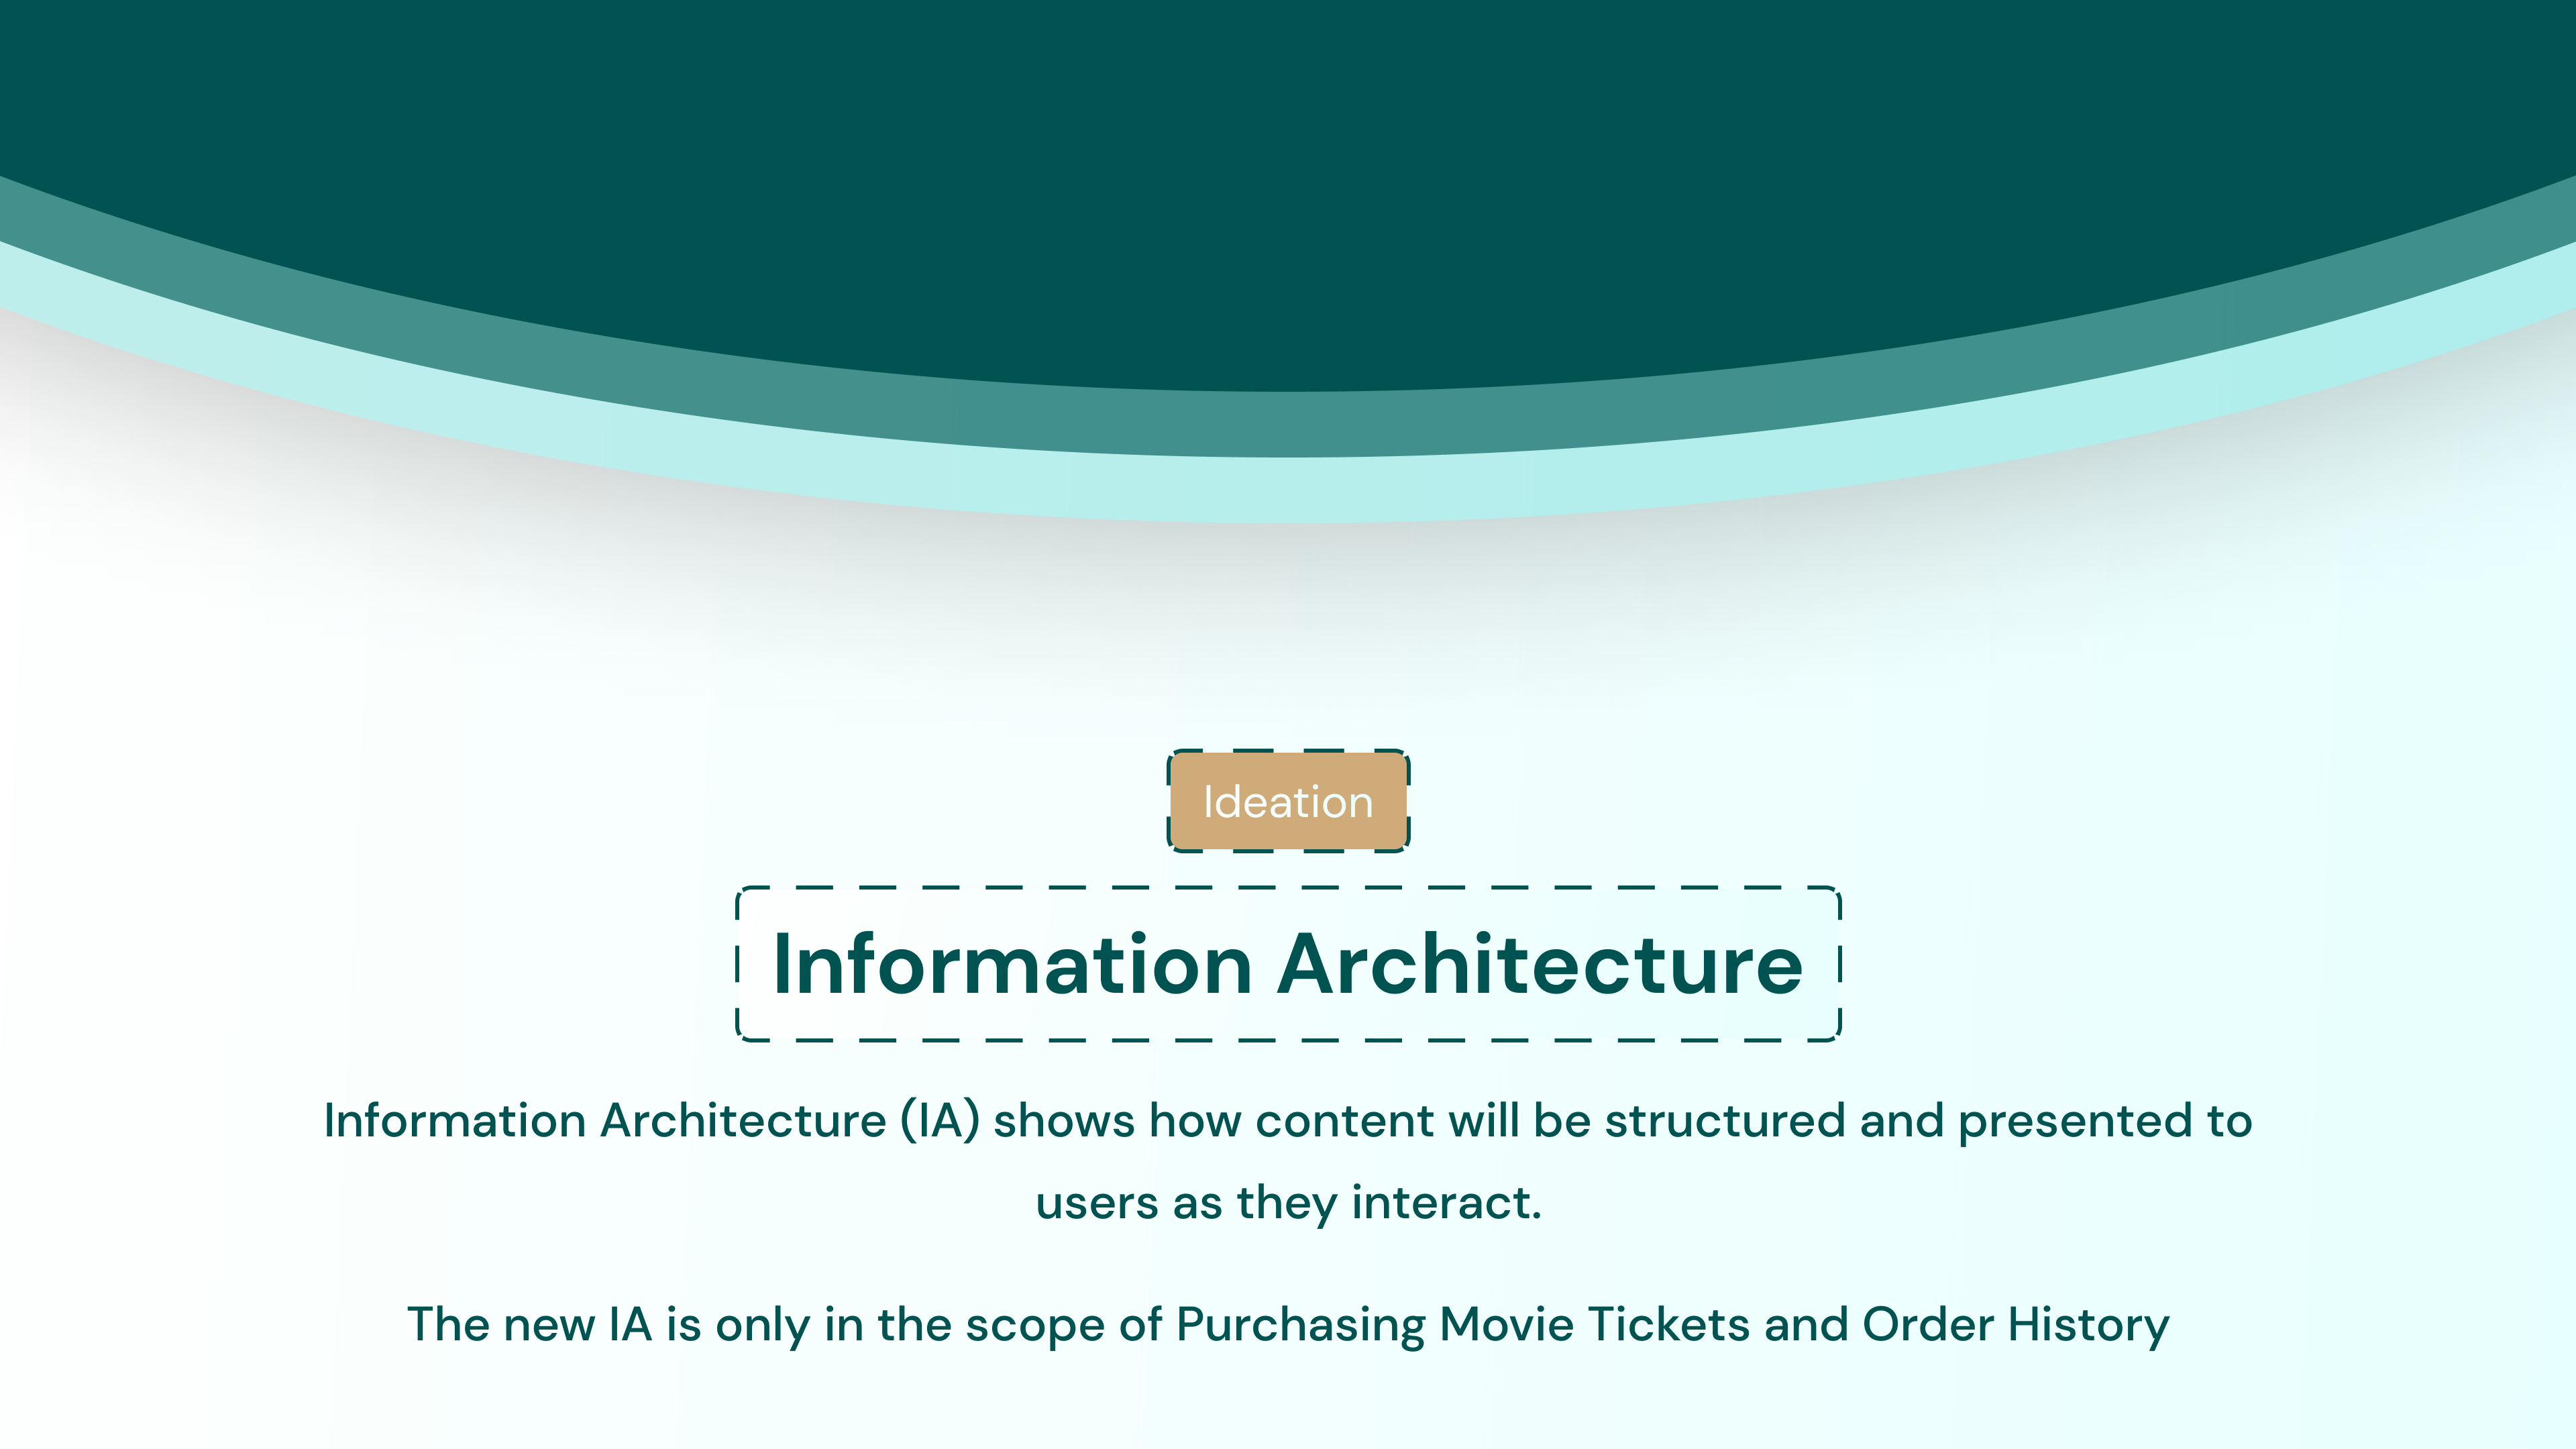 Ideation
Information Architecture
Information Architecture (IA) shows how content will be structured and presented to
users as they interact.
The new IA is only in the scope of Purchasing Movie Tickets and Order History